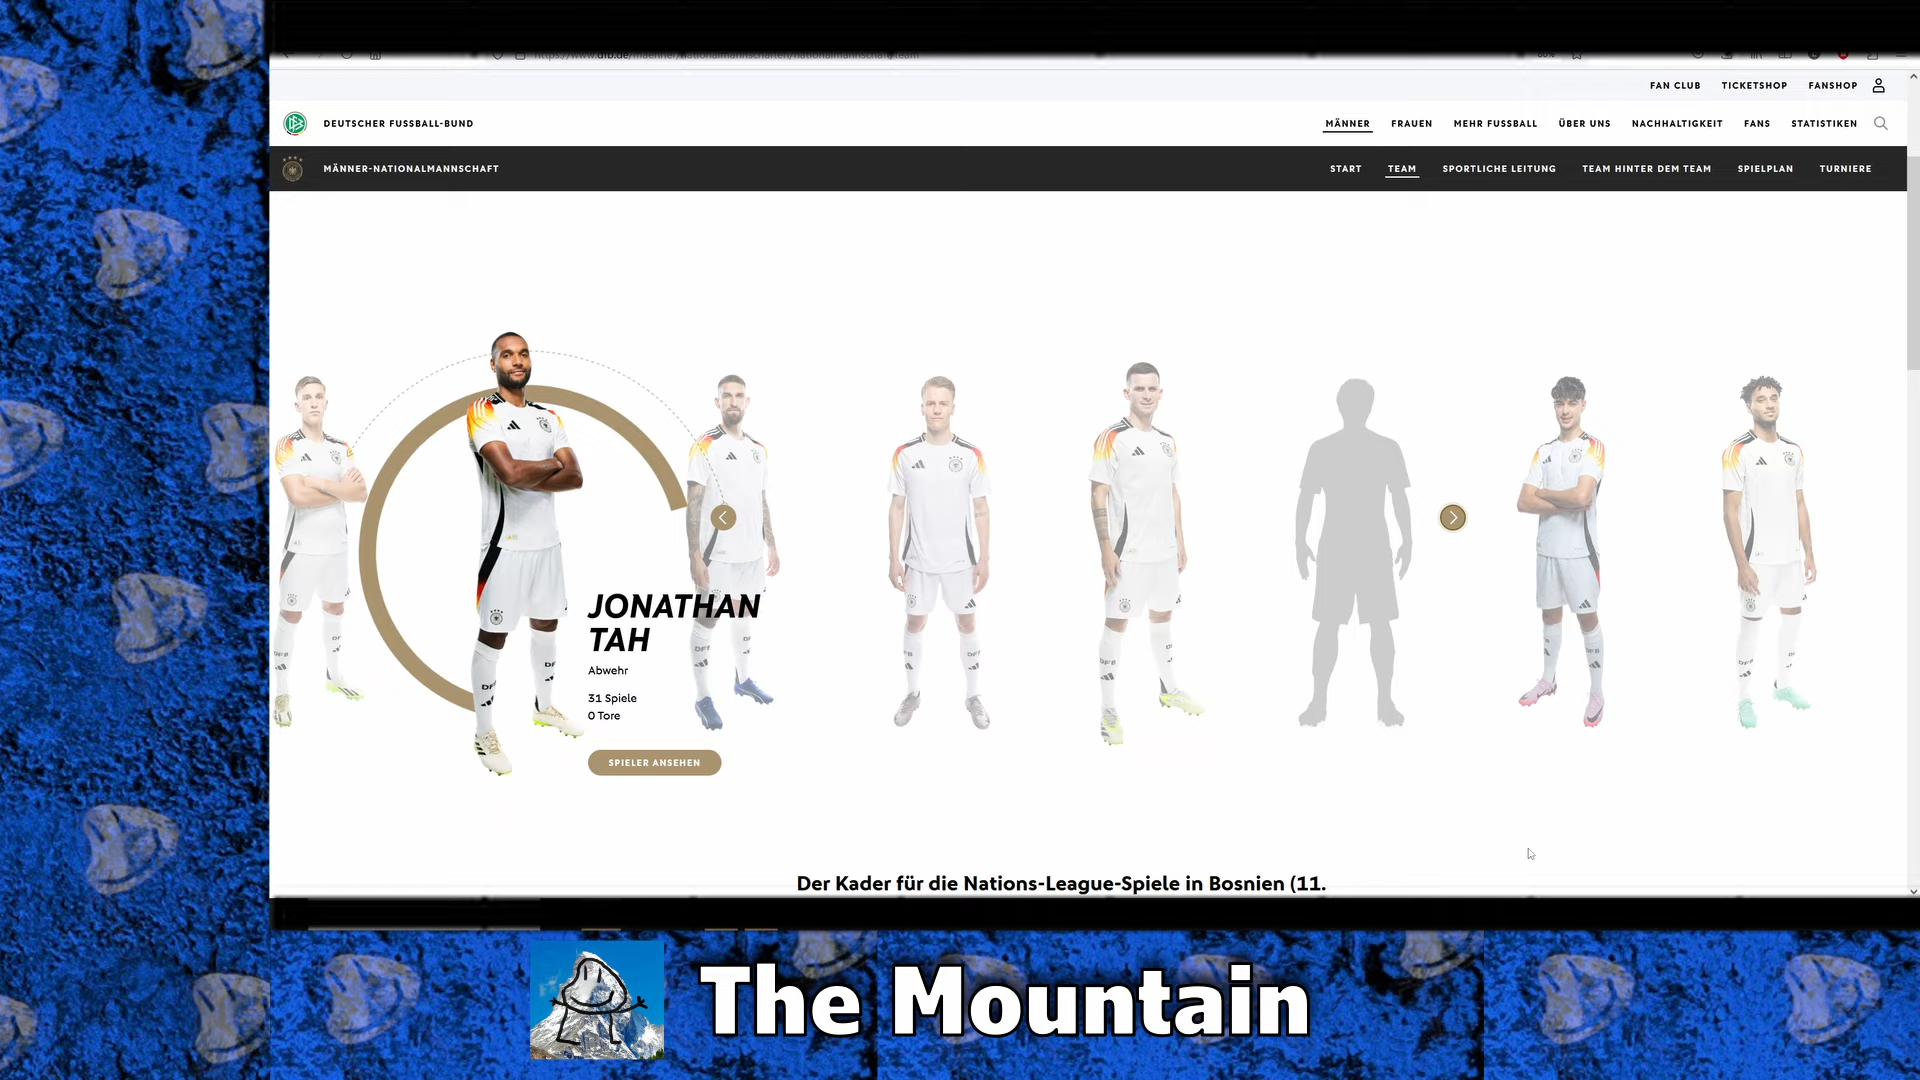 FAN CLUB TICKETSHOP FANSHOP
DEUTSCHER FUSSBALL-BUND
MÄNNER FRAUEN MEHR FUSSBALL ÜBER UNS NACHHALTIGKEIT FANS STATISTIKEN
MÄNNER-NATIONALMANNSCHAFT
START TEAM SPORTLICHE LEITUNG TEAM HINTER DEM TEAM SPIELPLAN TURNIERE
JONATHAN
TAH
Abwehr
31 Spiele
0 Tore
SPIELER ANSEHEN
Der Kader für die Nations-League-Spiele in Bosnien (11.
The Mountain